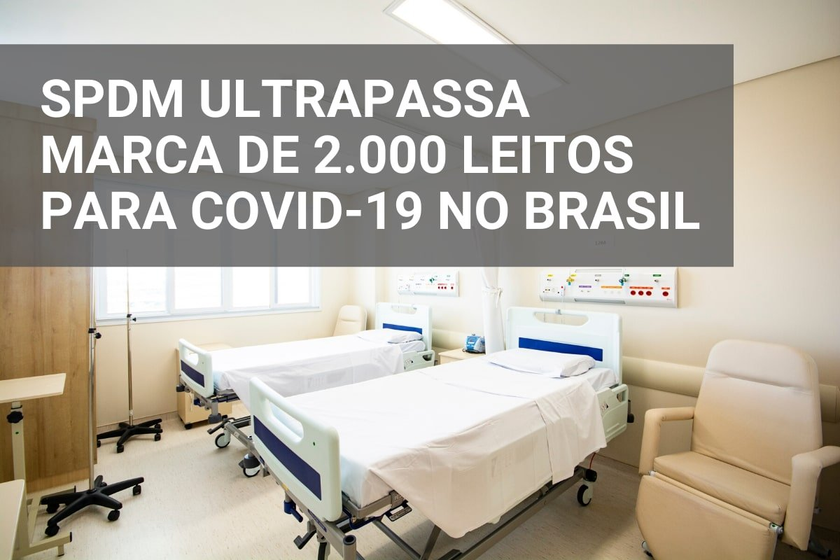 SPDM ULTRAPASSA
MARCA DE 2.000 LEITOS
PARA COVID-19 NO BRASIL